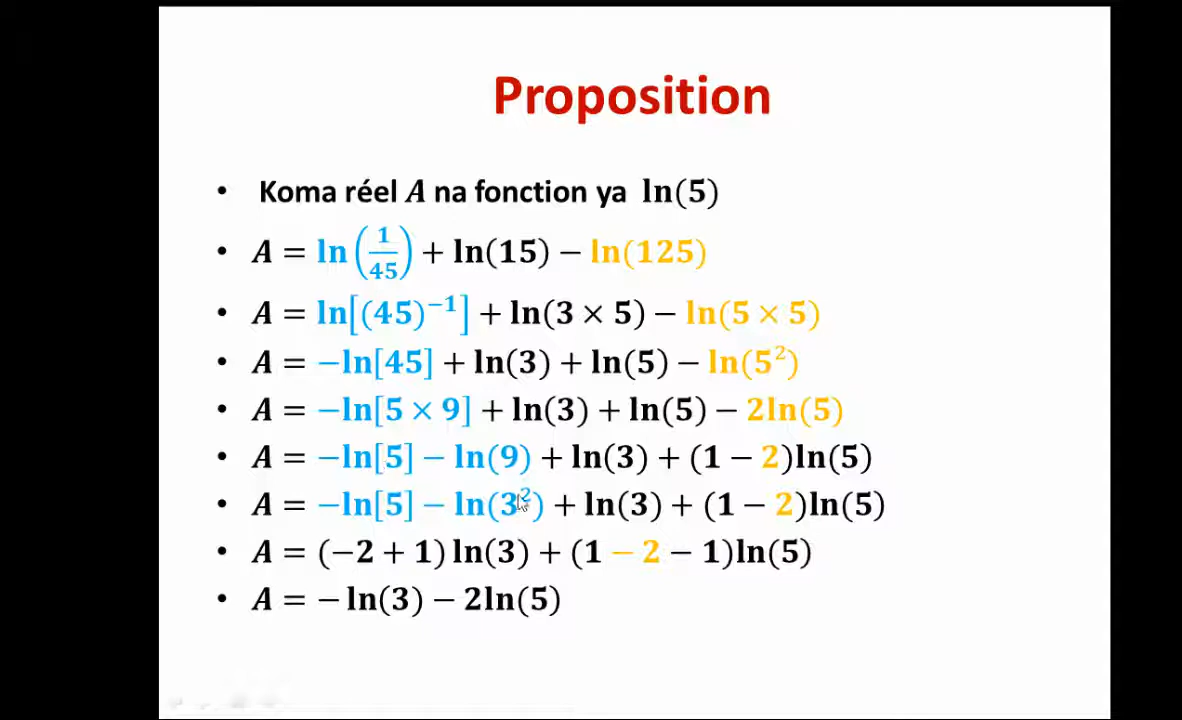 Proposition
• Koma réel A na fonction ya ln(5)
• A = ln(1/45) + ln(15) − ln(125)
• A = ln[(45)⁻¹] + ln(3 × 5) − ln(5 × 5)
• A = −ln[45] + ln(3) + ln(5) − ln(5²)
• A = −ln[5 × 9] + ln(3) + ln(5) − 2ln(5)
• A = −ln[5] − ln(9) + ln(3) + (1 − 2)ln(5)
• A = −ln[5] − ln(3²) + ln(3) + (1 − 2)ln(5)
• A = (−2 + 1) ln(3) + (1 − 2 − 1)ln(5)
• A = − ln(3) − 2ln(5)